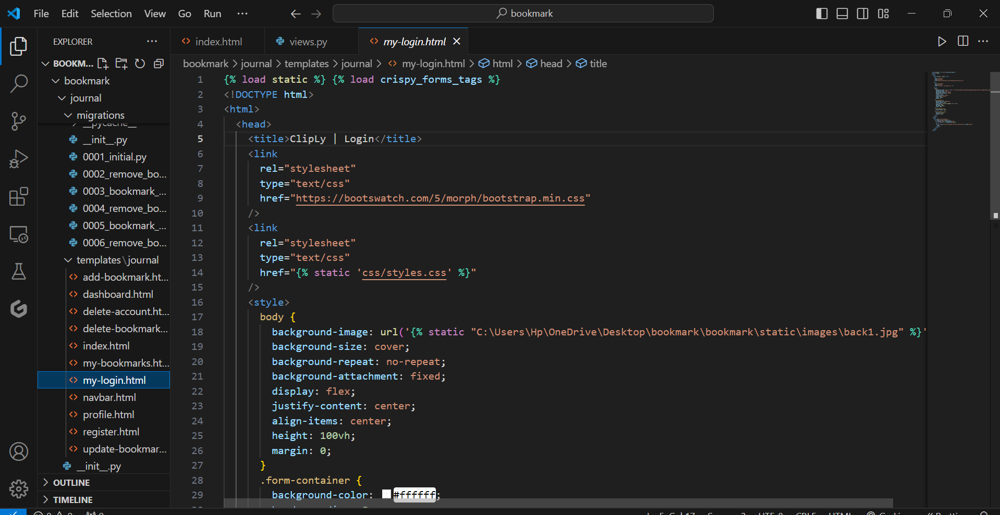 File Edit Selection View Go Run ··· bookmark
EXPLORER ···
BOOKM...
bookmark
journal
migrations
__pycache__
__init__.py
0001_initial.py
0002_remove_bo...
0003_bookmark_...
0004_remove_bo...
0005_bookmark_...
0006_remove_bo...
templates\journal
add-bookmark.ht...
dashboard.html
delete-account.ht...
delete-bookmark...
index.html
my-bookmarks.ht...
my-login.html
navbar.html
profile.html
register.html
update-bookmar...
__init__.py
OUTLINE
TIMELINE
index.html views.py my-login.html
bookmark > journal > templates > journal > my-login.html > html > head > title
1 {% load static %} {% load crispy_forms_tags %}
2 <!DOCTYPE html>
3 <html>
4 <head>
5 <title>ClipLy | Login</title>
6 <link
7 rel="stylesheet"
8 type="text/css"
9 href="https://bootswatch.com/5/morph/bootstrap.min.css"
10 />
11 <link
12 rel="stylesheet"
13 type="text/css"
14 href="{% static 'css/styles.css' %}"
15 />
16 <style>
17 body {
18 background-image: url('{% static "C:\Users\Hp\OneDrive\Desktop\bookmark\bookmark\static\images\back1.jpg" %}'
19 background-size: cover;
20 background-repeat: no-repeat;
21 background-attachment: fixed;
22 display: flex;
23 justify-content: center;
24 align-items: center;
25 height: 100vh;
26 margin: 0;
27 }
28 .form-container {
29 background-color: #ffffff;